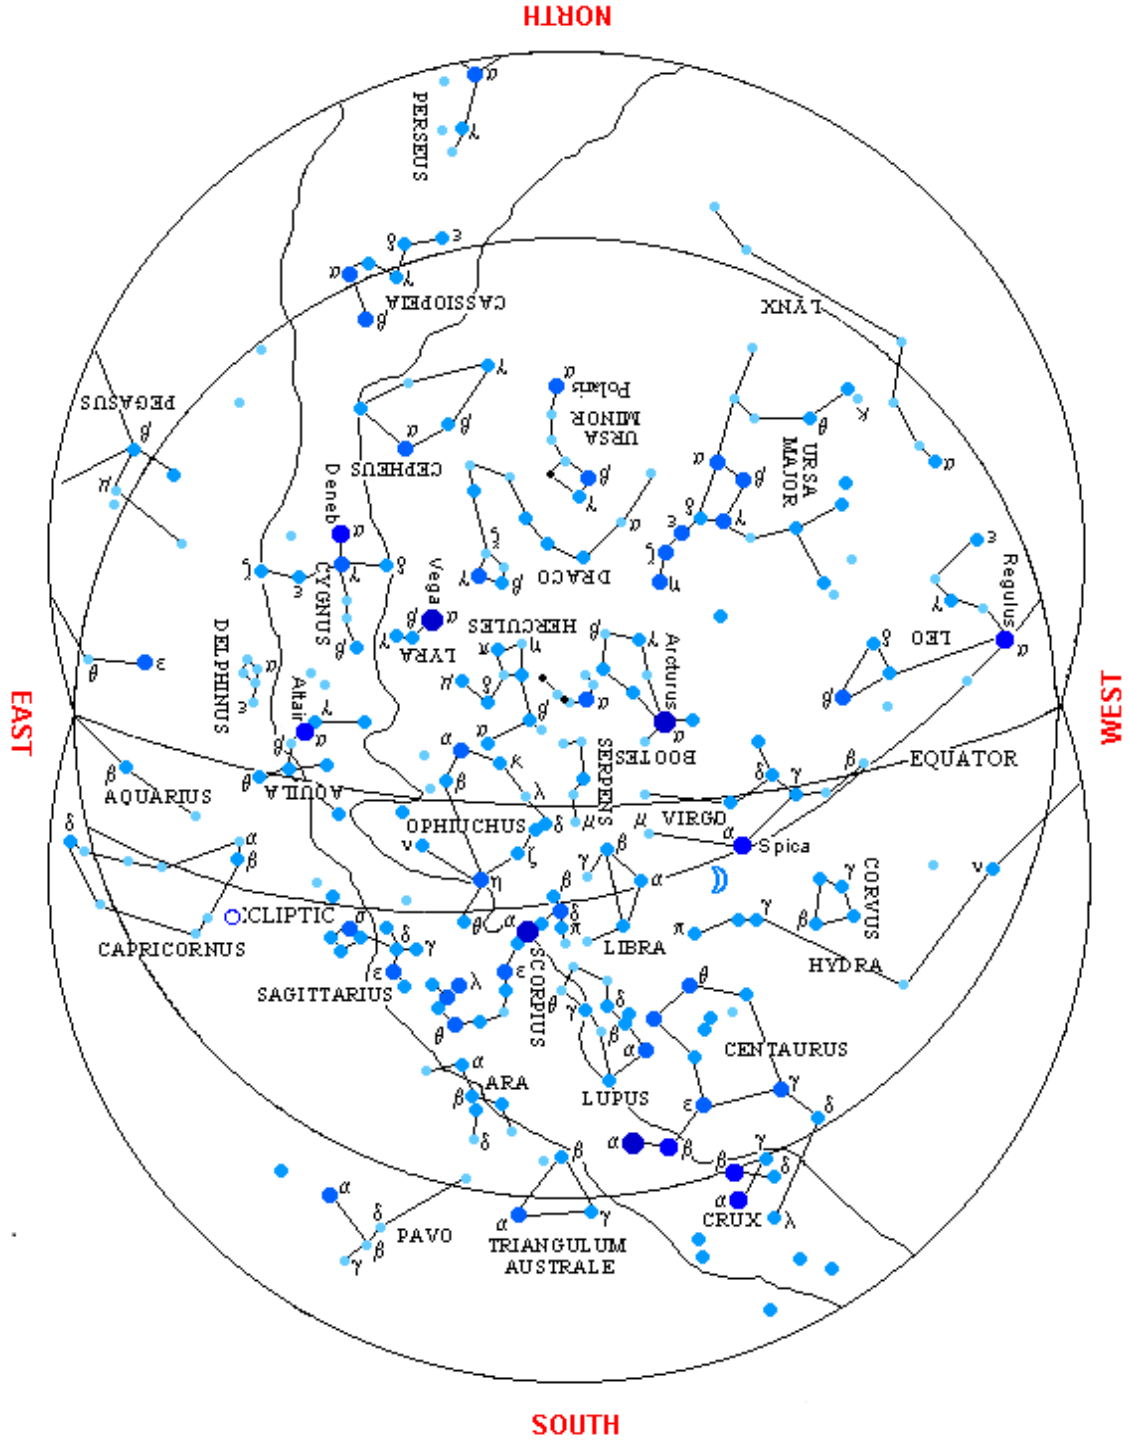 NORTH
α
PERSEUS
γ
ε
δ
α
γ
CASSIOPEIA
β
LYNX
γ
α
Polaris
URSA
MINOR
PEGASUS
β
β
α
CEPHEUS
κ
θ
URSA
MAJOR
α
β
μ
β
γ
α
Deneb
α
δ
γ
ε
ζ
η
α
ξ
γ
β
DRACO
ε
Regulus
γ
ζ
ε
γ
δ
CYGNUS
Vega
α
β
γ
LYRA
β
HERCULES
π
η
μ
δ
β
α
β
γ
Arcturus
α
BOOTES
δ
LEO
α
β
θ
ε
DELPHINUS
α
ε
Altair
γ
α
β
θ
AQUILA
EAST
WEST
β
AQUARIUS
α
κ
β
λ
SERPENS
μ
OPHIUCHUS
δ
ν
ζ
η
θ
β
EQUATOR
δ
γ
VIRGO
μ
α
Spica
δ
α
β
CAPRICORNUS
ECLIPTIC
β
γ
α
LIBRA
γ
CORVUS
β
ν
π
γ
HYDRA
σ
δ
γ
ε
SAGITTARIUS
λ
θ
β
δ
α
π
SCORPIUS
ε
θ
γ
δ
β
α
LUPUS
θ
CENTAURUS
γ
ε
δ
α
β
α
ARA
β
δ
β
γ
β
δ
α
CRUX
λ
α
δ
β
γ
PAVO
β
α
γ
TRIANGULUM
AUSTRALE
SOUTH